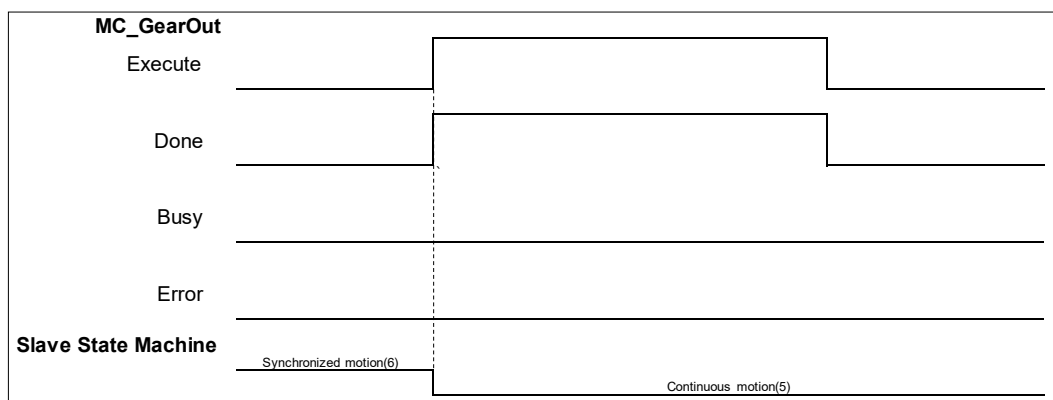 MC_GearOut
Execute
Done
Busy
Error
Slave State Machine
Synchronized motion(6)
Continuous motion(5)